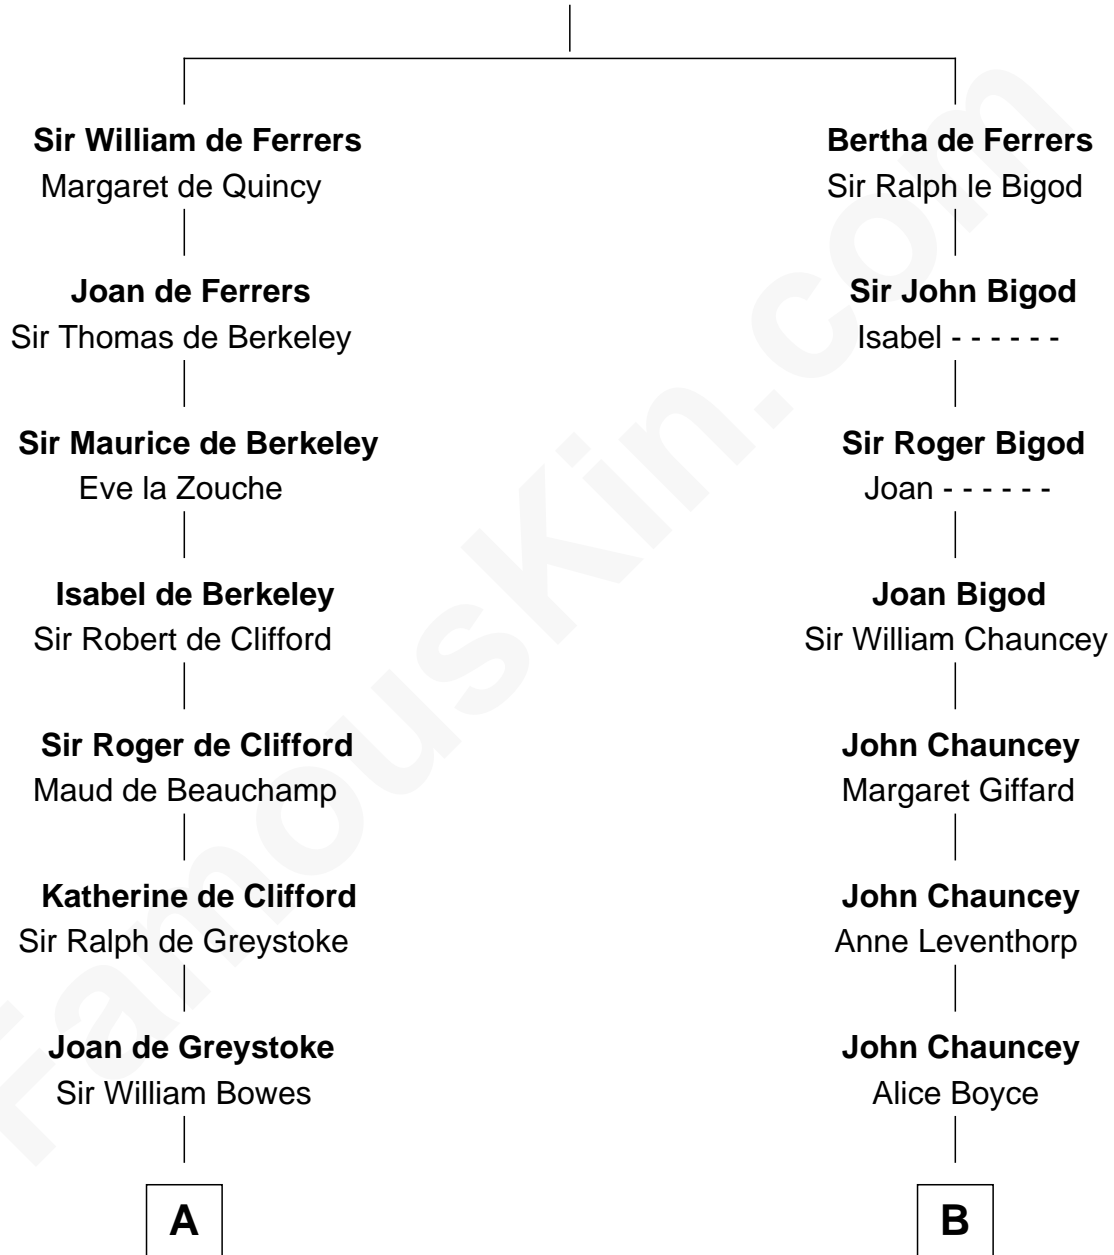 Sir William de Ferrers
Margaret de Quincy
Joan de Ferrers
Sir Thomas de Berkeley
Sir Maurice de Berkeley
Eve la Zouche
Isabel de Berkeley
Sir Robert de Clifford
Sir Roger de Clifford
Maud de Beauchamp
Katherine de Clifford
Sir Ralph de Greystoke
Joan de Greystoke
Sir William Bowes
A
Bertha de Ferrers
Sir Ralph le Bigod
Sir John Bigod
Isabel - - - - - -
Sir Roger Bigod
Joan - - - - - -
Joan Bigod
Sir William Chauncey
John Chauncey
Margaret Giffard
John Chauncey
Anne Leventhorp
John Chauncey
Alice Boyce
B
FamousKin.com